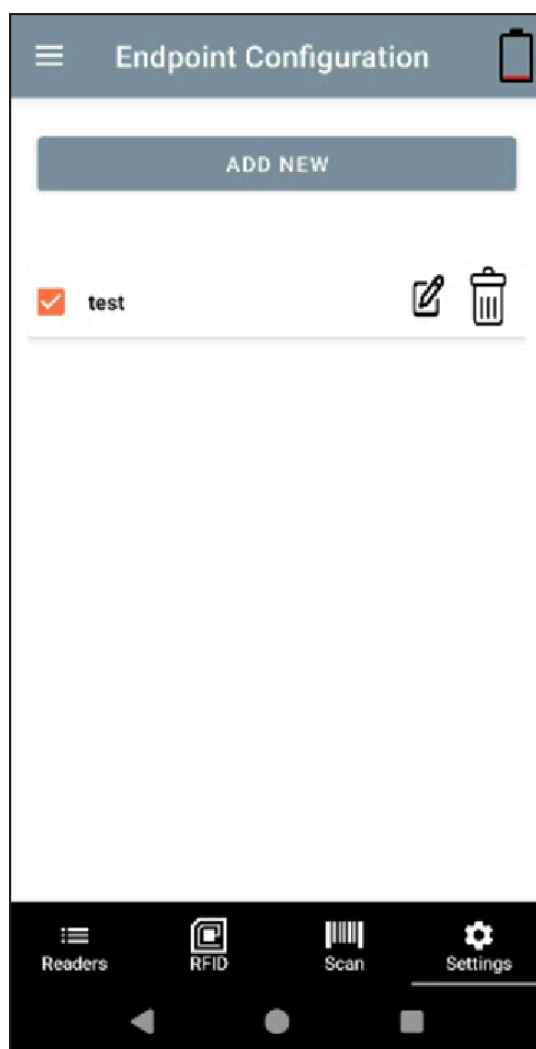 Endpoint Configuration
ADD NEW
test
Readers
RFID
Scan
Settings